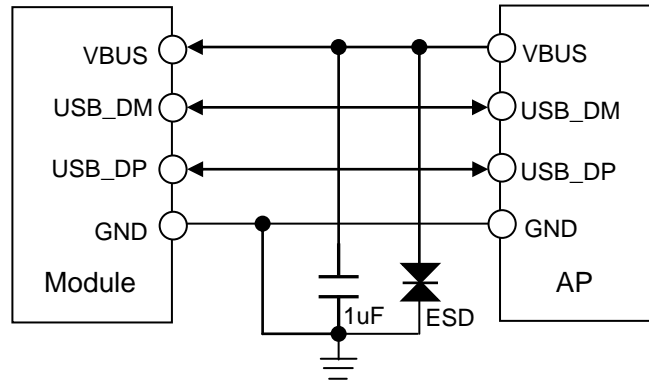 VBUS
VBUS
USB_DM
USB_DM
USB_DP
USB_DP
GND
GND
Module
1uF
ESD
AP